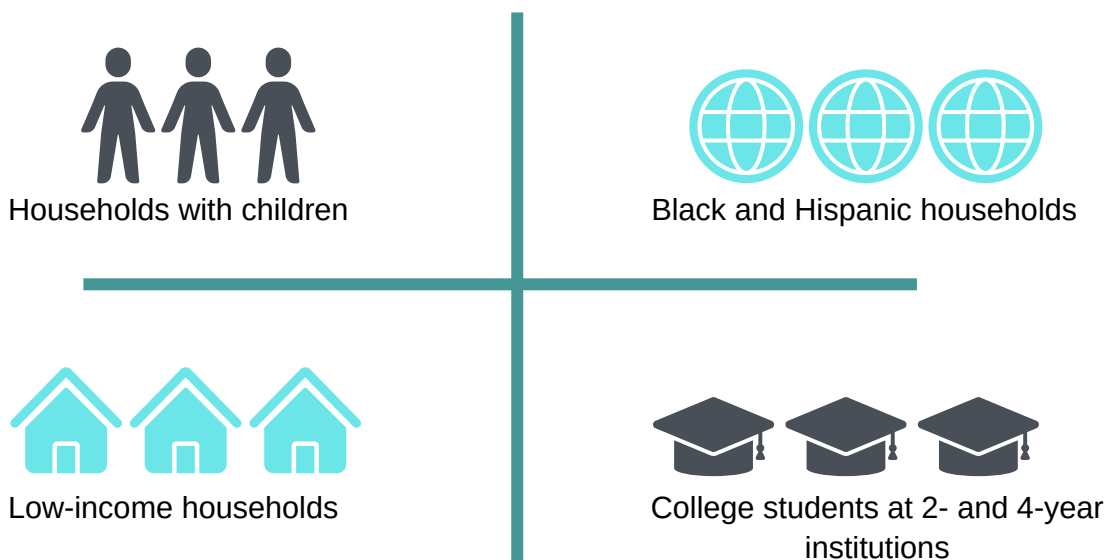 Households with children
Black and Hispanic households
Low-income households
College students at 2- and 4-year
institutions